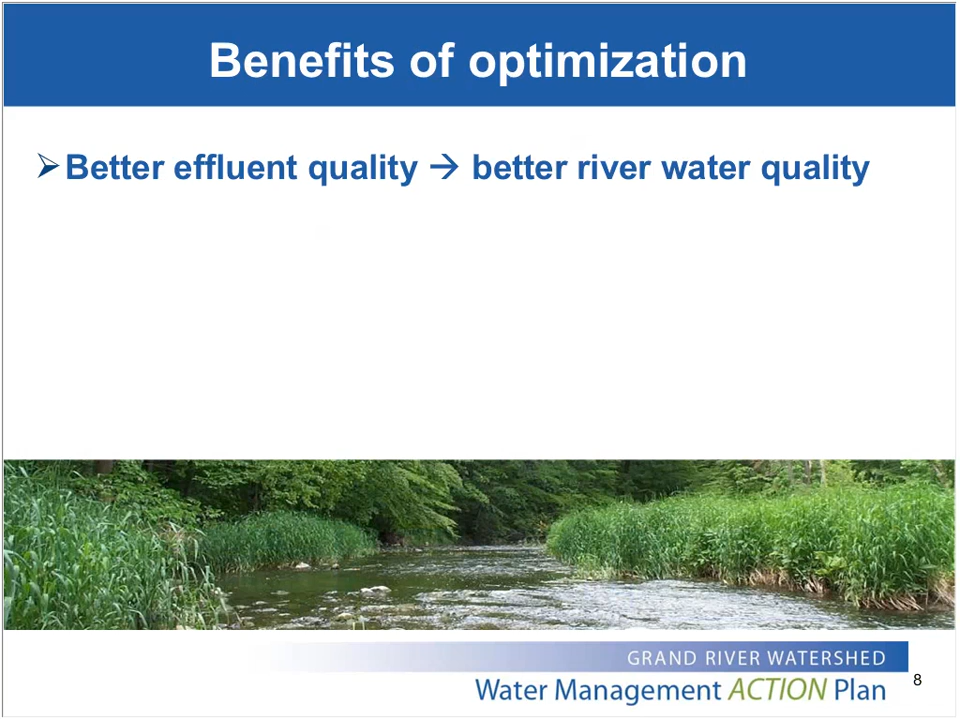 Benefits of optimization
➢ Better effluent quality → better river water quality
GRAND RIVER WATERSHED
Water Management ACTION Plan
8